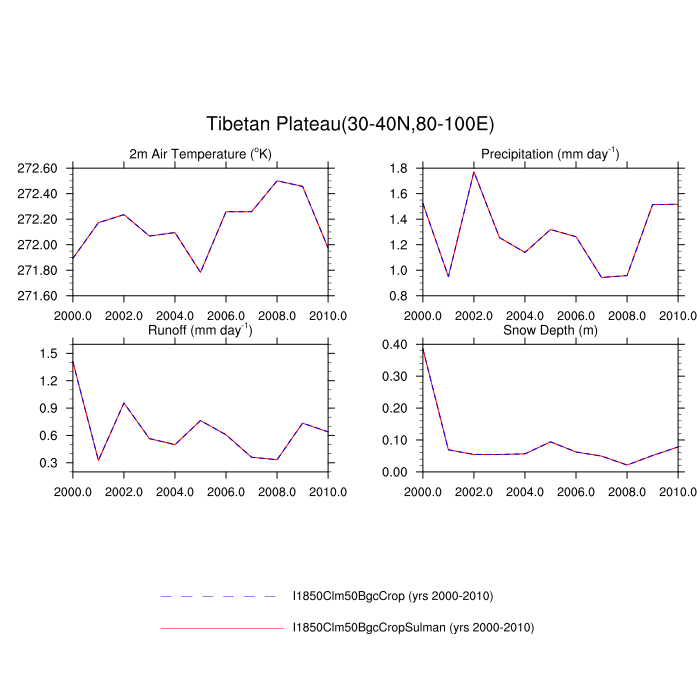 Tibetan Plateau(30-40N,80-100E)
2m Air Temperature (°K)
272.60
272.40
272.20
272.00
271.80
271.60
2000.0 2002.0 2004.0 2006.0 2008.0 2010.0
Precipitation (mm day⁻¹)
1.8
1.6
1.4
1.2
1.0
0.8
2000.0 2002.0 2004.0 2006.0 2008.0 2010.0
Runoff (mm day⁻¹)
1.5
1.2
0.9
0.6
0.3
2000.0 2002.0 2004.0 2006.0 2008.0 2010.0
Snow Depth (m)
0.40
0.30
0.20
0.10
0.00
2000.0 2002.0 2004.0 2006.0 2008.0 2010.0
I1850Clm50BgcCrop (yrs 2000-2010)
I1850Clm50BgcCropSulman (yrs 2000-2010)